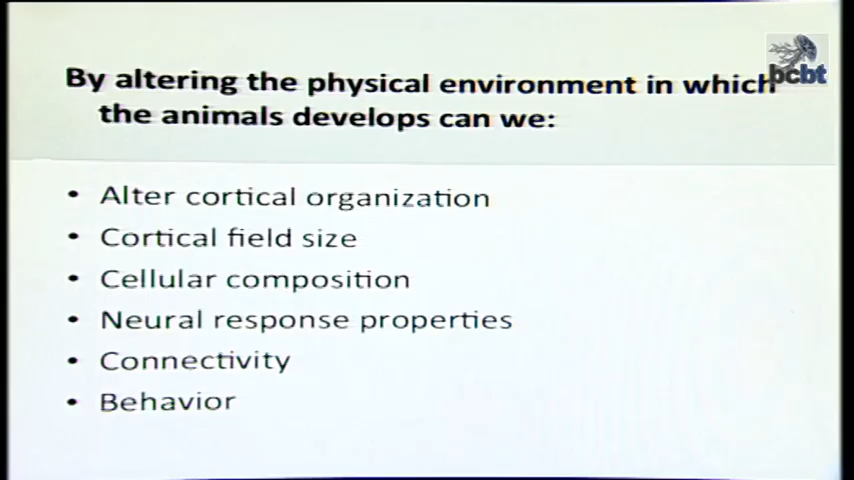 bcbt
By altering the physical environment in which
the animals develops can we:
• Alter cortical organization
• Cortical field size
• Cellular composition
• Neural response properties
• Connectivity
• Behavior